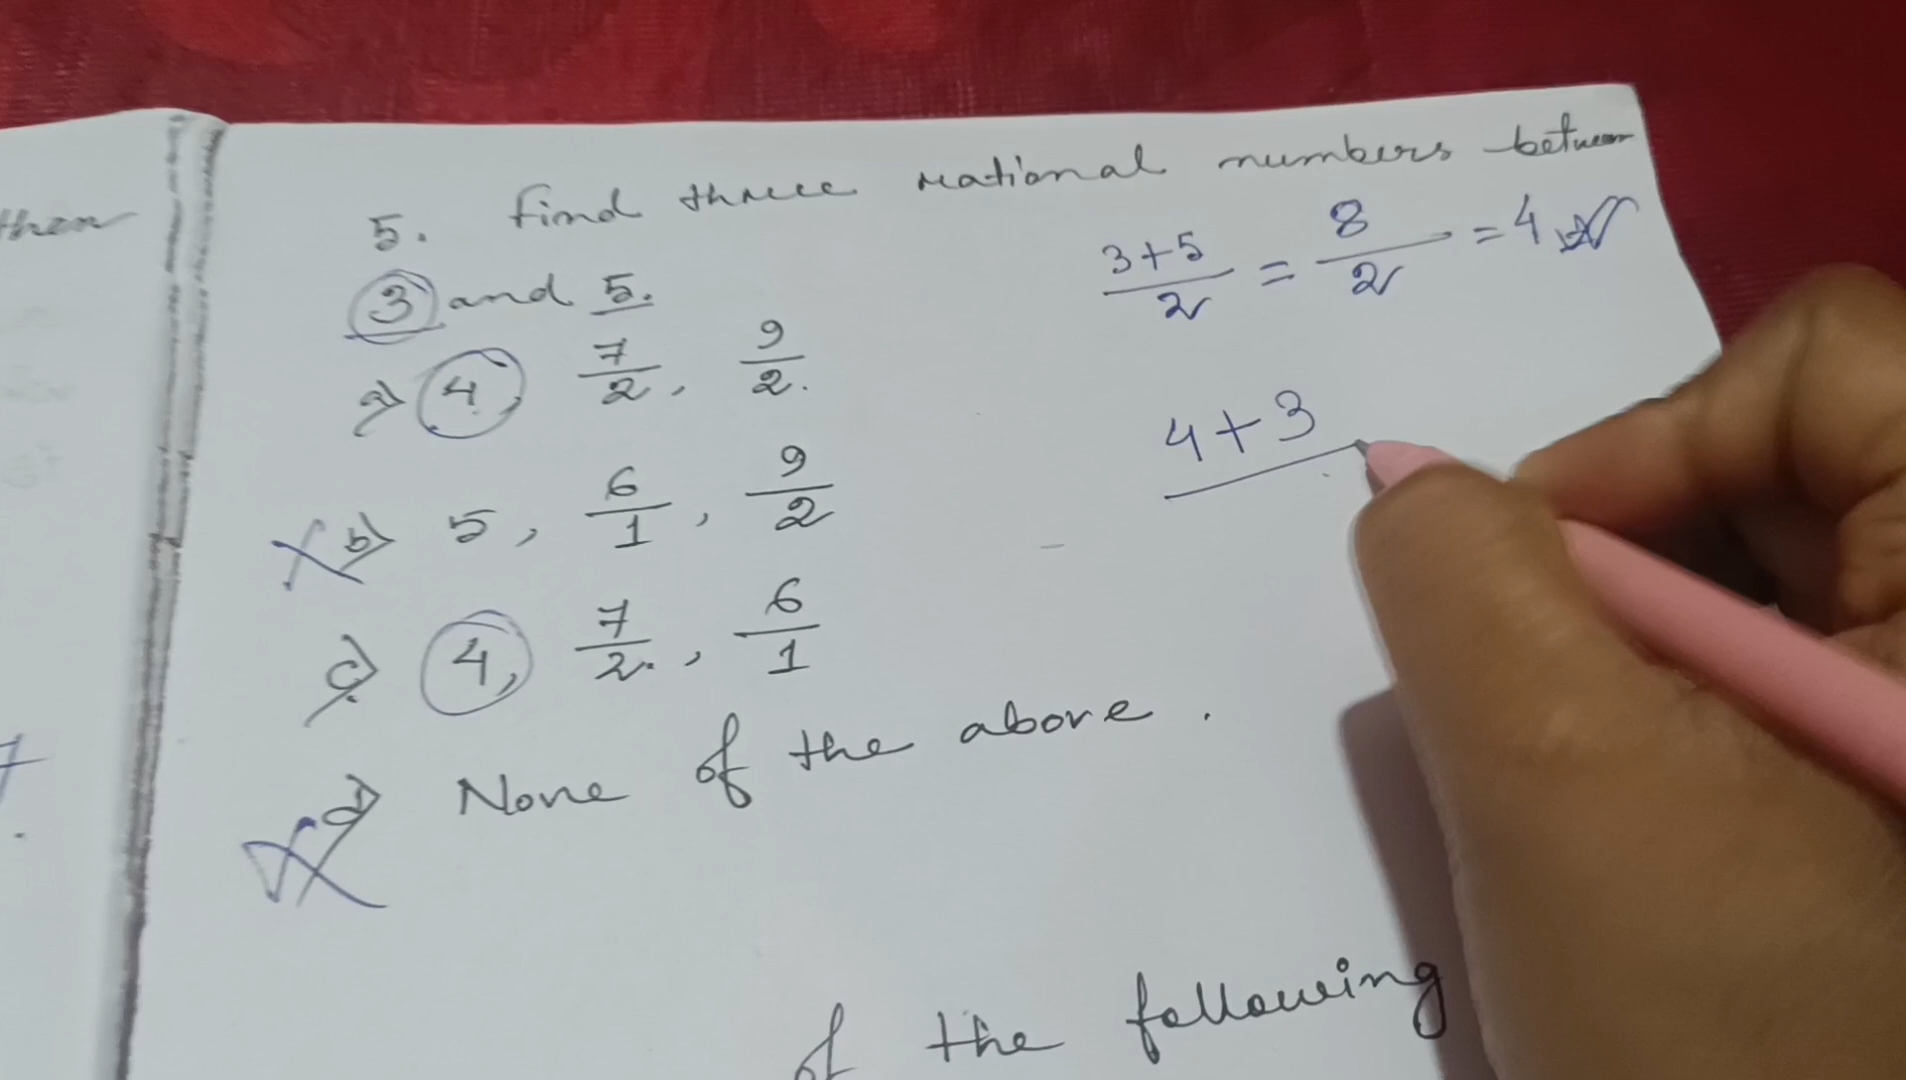 then
5. find three rational numbers between
3 and 5.
a) 4 7/2, 9/2.
b) 5, 6/1, 9/2
c) 4, 7/2., 6/1
d) None of the above.
of the following
3+5/2 = 8/2 = 4
4+3
7